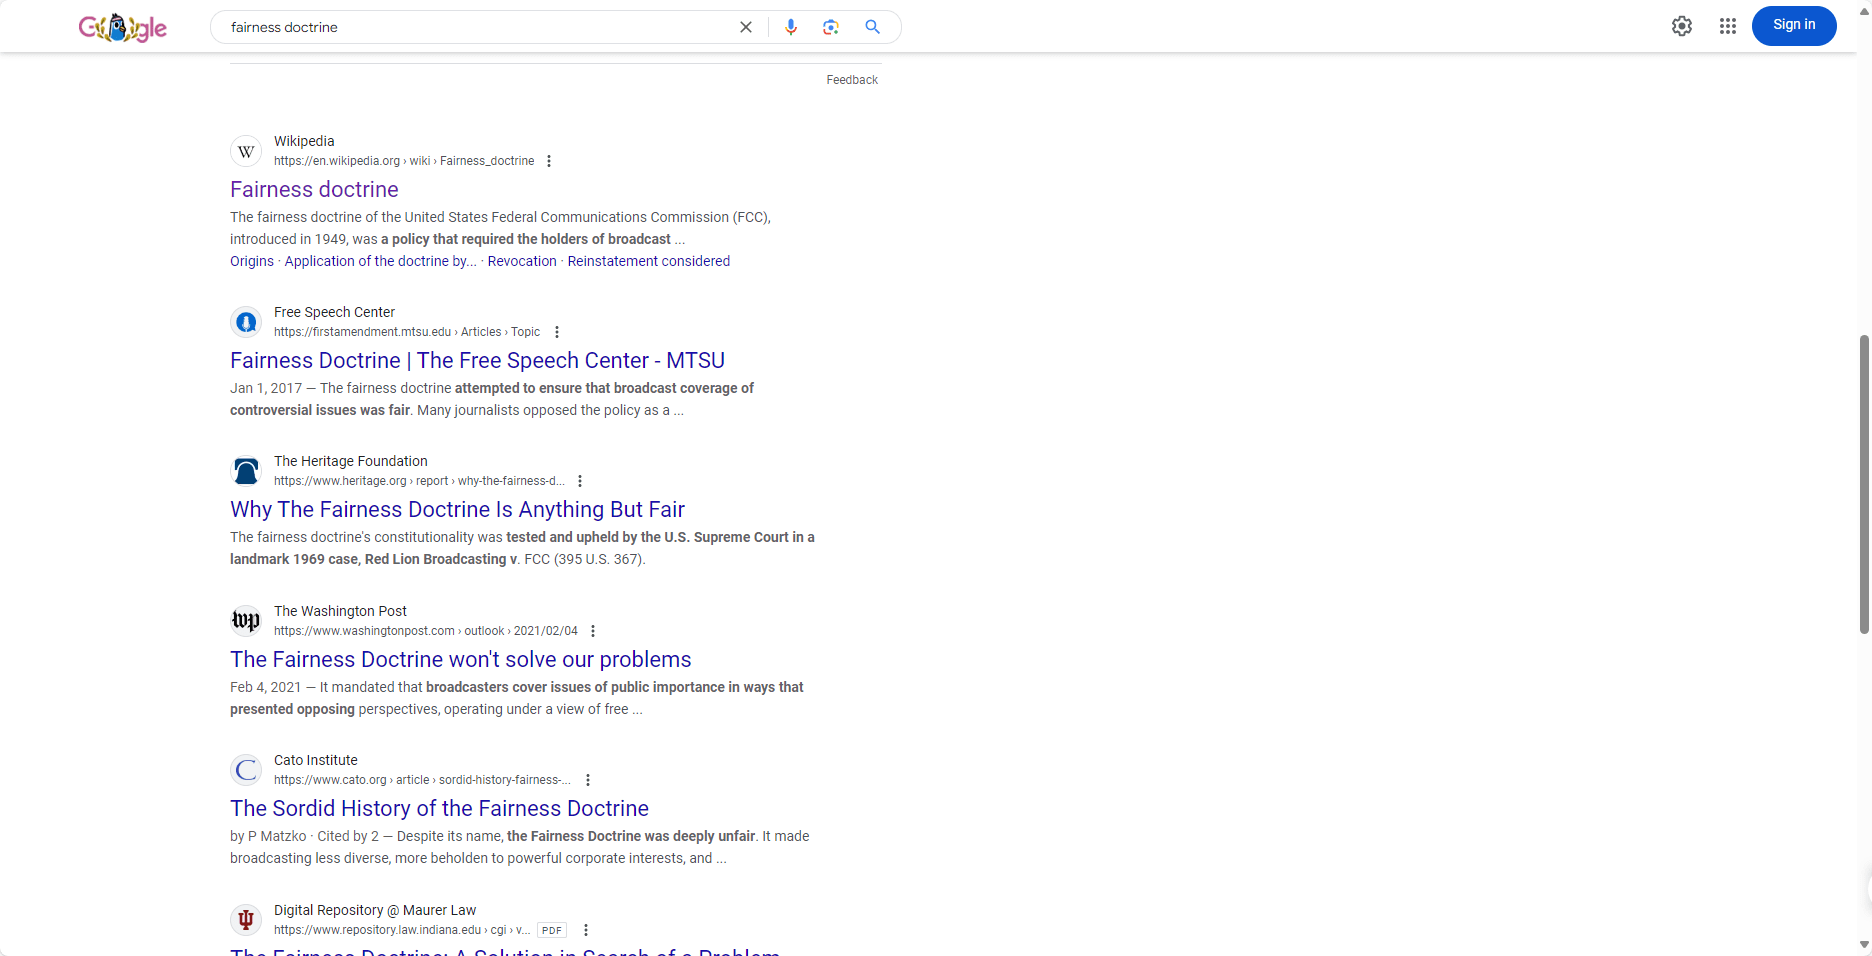 Google
fairness doctrine
Sign in
Feedback
Wikipedia
https://en.wikipedia.org › wiki › Fairness_doctrine
Fairness doctrine
The fairness doctrine of the United States Federal Communications Commission (FCC),
introduced in 1949, was a policy that required the holders of broadcast ...
Origins · Application of the doctrine by... · Revocation · Reinstatement considered
Free Speech Center
https://firstamendment.mtsu.edu › Articles › Topic
Fairness Doctrine | The Free Speech Center - MTSU
Jan 1, 2017 — The fairness doctrine attempted to ensure that broadcast coverage of
controversial issues was fair. Many journalists opposed the policy as a ...
The Heritage Foundation
https://www.heritage.org › report › why-the-fairness-d...
Why The Fairness Doctrine Is Anything But Fair
The fairness doctrine's constitutionality was tested and upheld by the U.S. Supreme Court in a
landmark 1969 case, Red Lion Broadcasting v. FCC (395 U.S. 367).
wp
The Washington Post
https://www.washingtonpost.com › outlook › 2021/02/04
The Fairness Doctrine won't solve our problems
Feb 4, 2021 — It mandated that broadcasters cover issues of public importance in ways that
presented opposing perspectives, operating under a view of free ...
Cato Institute
https://www.cato.org › article › sordid-history-fairness-...
The Sordid History of the Fairness Doctrine
by P Matzko · Cited by 2 — Despite its name, the Fairness Doctrine was deeply unfair. It made
broadcasting less diverse, more beholden to powerful corporate interests, and ...
Digital Repository @ Maurer Law
https://www.repository.law.indiana.edu › cgi › v... PDF
The Fairness Doctrine: A Solution in Search of a Problem